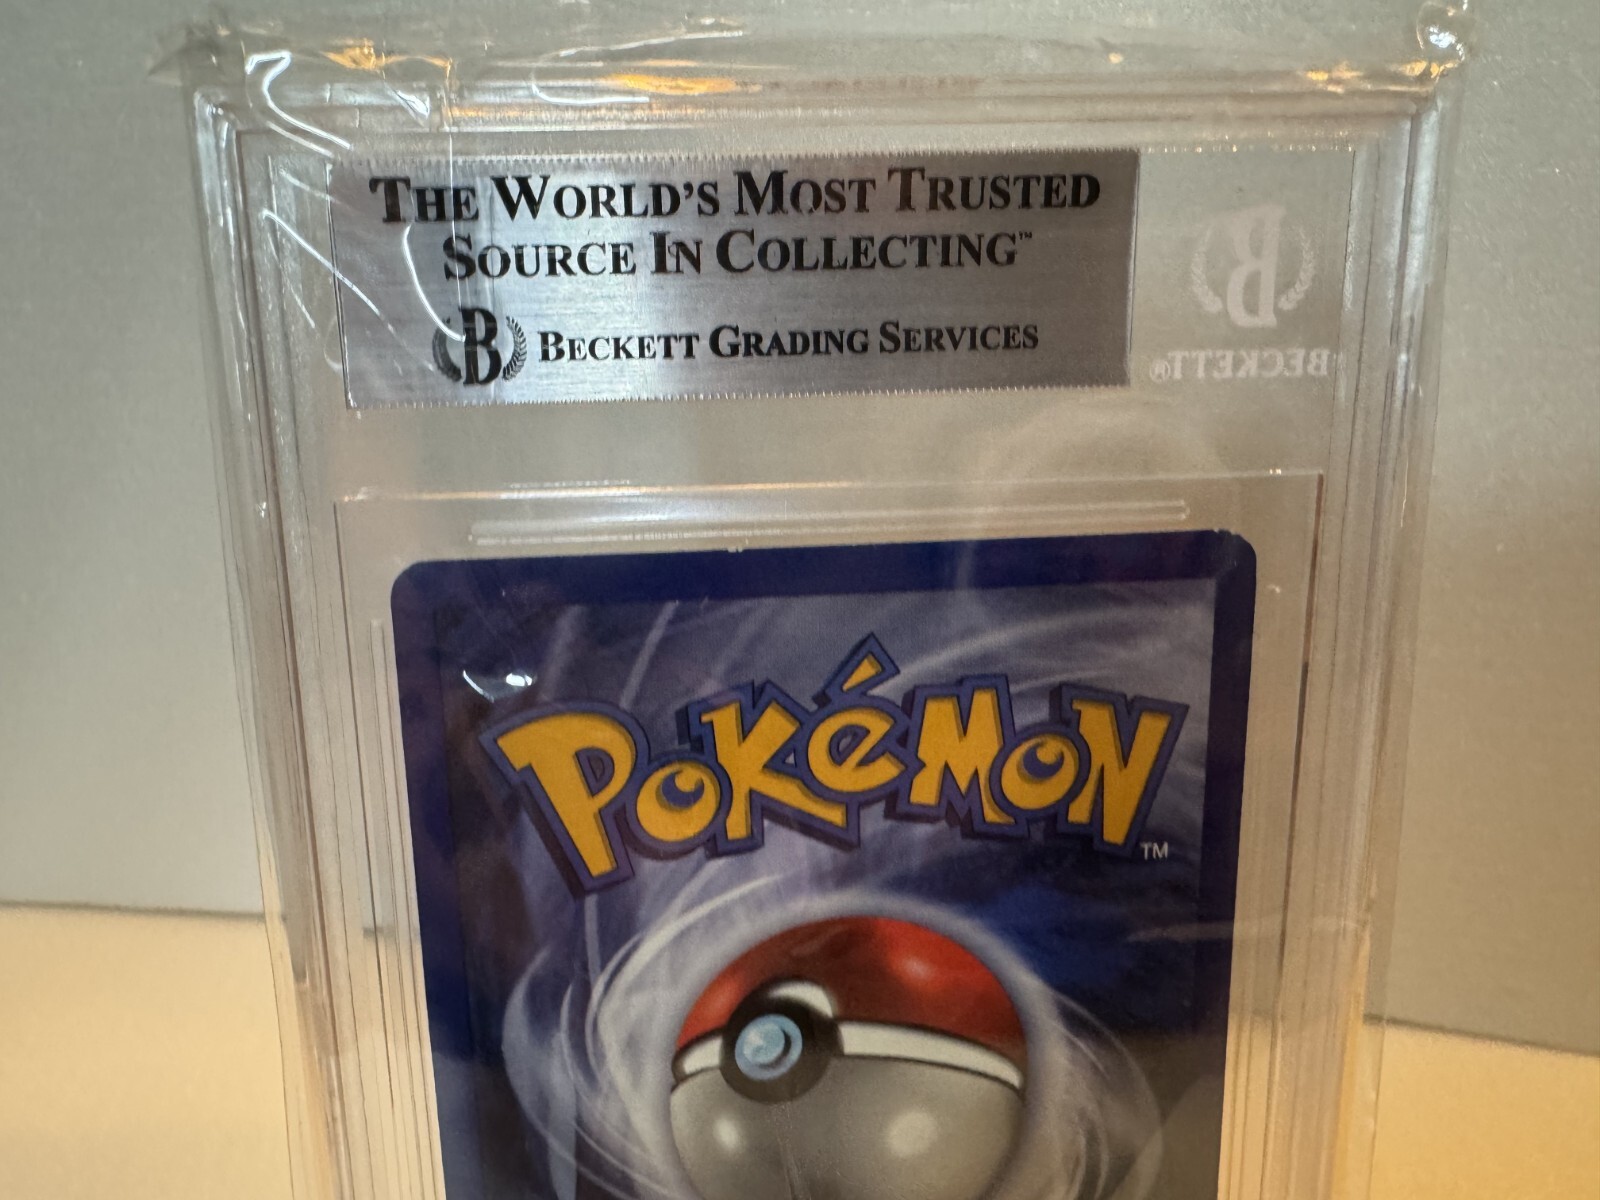 THE WORLD'S MOST TRUSTED
SOURCE IN COLLECTING™
B BECKETT GRADING SERVICES
B
BECKETT®
POKéMON
TM